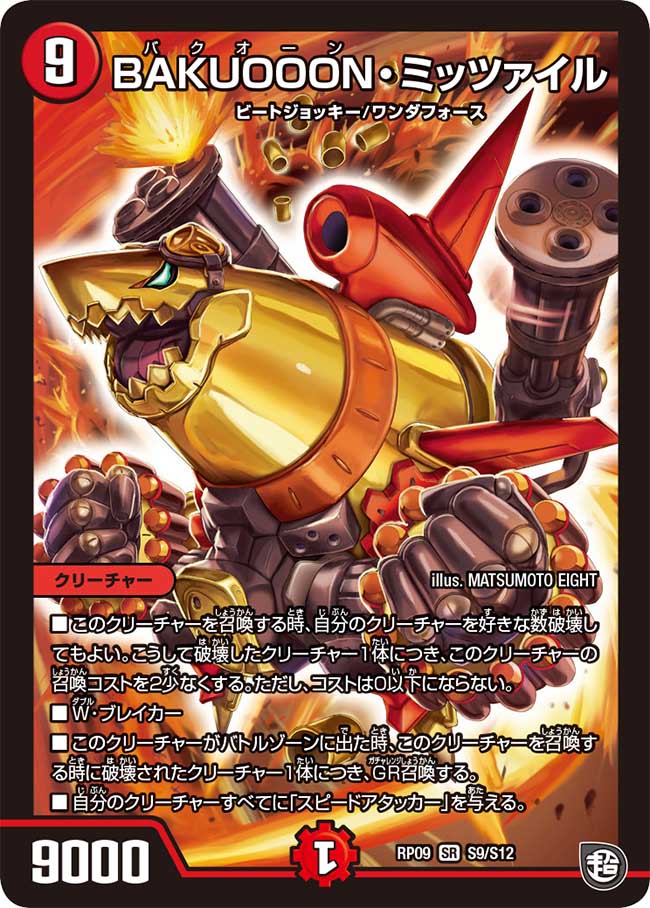 9
バクオーン
BAKUOOON・ミッツァイル
ビートジョッキー/ワンダフォース
クリーチャー
illus. MATSUMOTO EIGHT
■このクリーチャーを召喚する時、自分のクリーチャーを好きな数破壊し
てもよい。こうして破壊したクリーチャー1体につき、このクリーチャーの
召喚コストを2少なくする。ただし、コストは0以下にならない。
■W・ブレイカー
■このクリーチャーがバトルゾーンに出た時、このクリーチャーを召喚す
る時に破壊されたクリーチャー1体につき、GR召喚する。
■自分のクリーチャーすべてに「スピードアタッカー」を与える。
9000
1
RP09 SR S9/S12
超